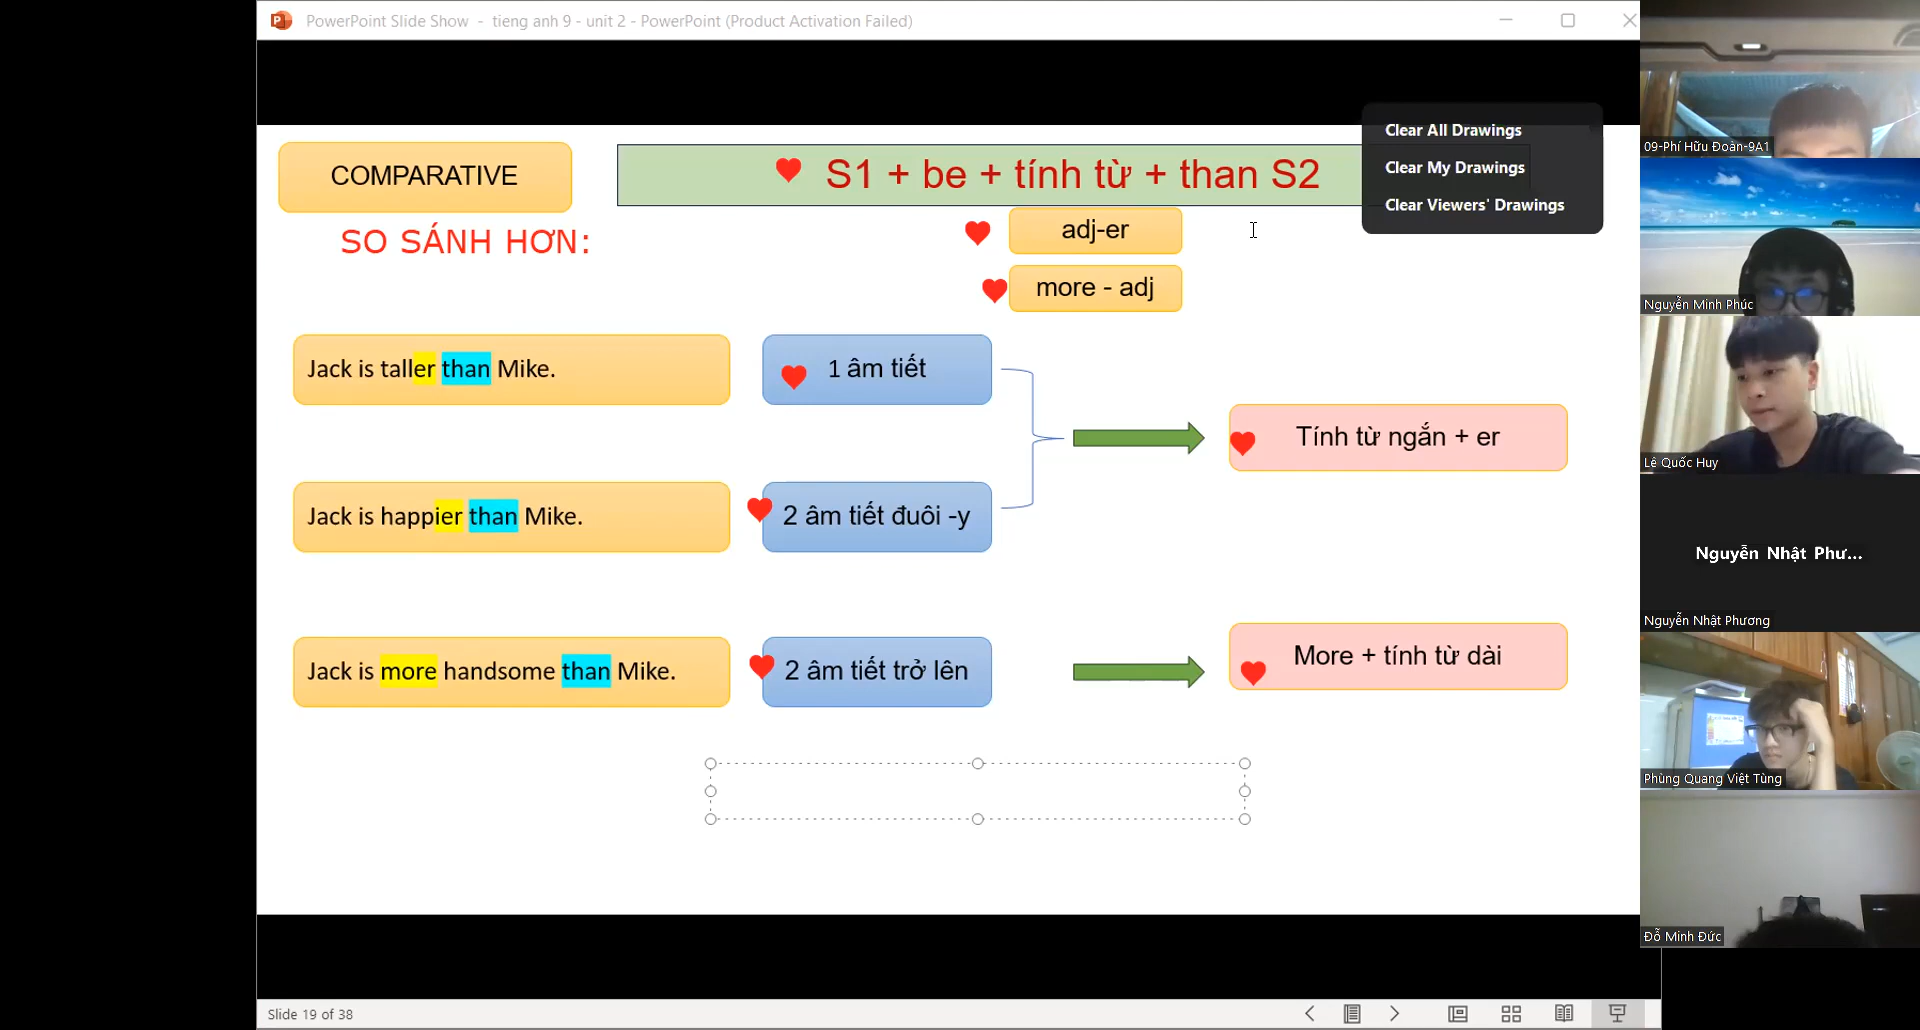 PowerPoint Slide Show - tieng anh 9 - unit 2 - PowerPoint (Product Activation Failed)
COMPARATIVE
S1 + be + tính từ + than S2
Clear All Drawings
Clear My Drawings
Clear Viewers' Drawings
SO SÁNH HƠN:
adj-er
more - adj
Jack is taller than Mike.
1 âm tiết
Tính từ ngắn + er
Jack is happier than Mike.
2 âm tiết đuôi -y
Jack is more handsome than Mike.
2 âm tiết trở lên
More + tính từ dài
09-Phí Hữu Đoàn-9A1
Nguyễn Minh Phúc
Lê Quốc Huy
Nguyễn Nhật Phư...
Nguyễn Nhật Phương
Phùng Quang Việt Tùng
Đỗ Minh Đức
Slide 19 of 38